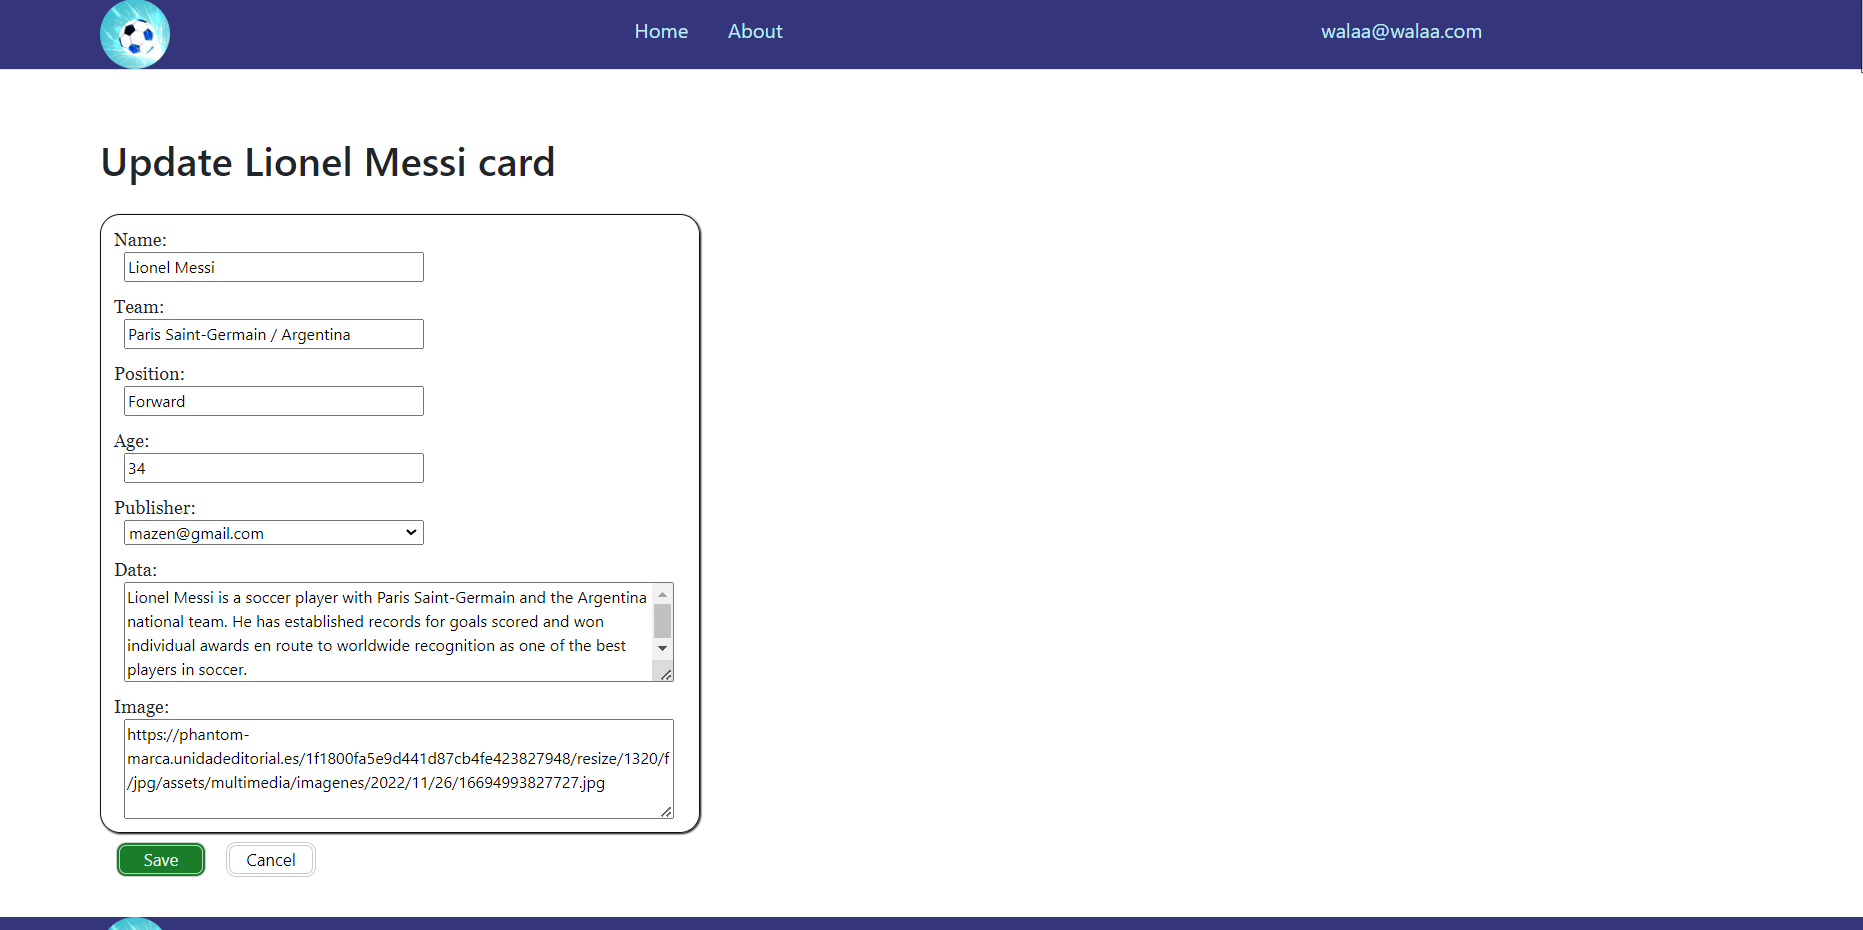 Home About walaa@walaa.com
Update Lionel Messi card
Name:
Lionel Messi
Team:
Paris Saint-Germain / Argentina
Position:
Forward
Age:
34
Publisher:
mazen@gmail.com
Data:
Lionel Messi is a soccer player with Paris Saint-Germain and the Argentina
national team. He has established records for goals scored and won
individual awards en route to worldwide recognition as one of the best
players in soccer.
Image:
https://phantom-
marca.unidadeditorial.es/1f1800fa5e9d441d87cb4fe423827948/resize/1320/f
/jpg/assets/multimedia/imagenes/2022/11/26/16694993827727.jpg
Save Cancel